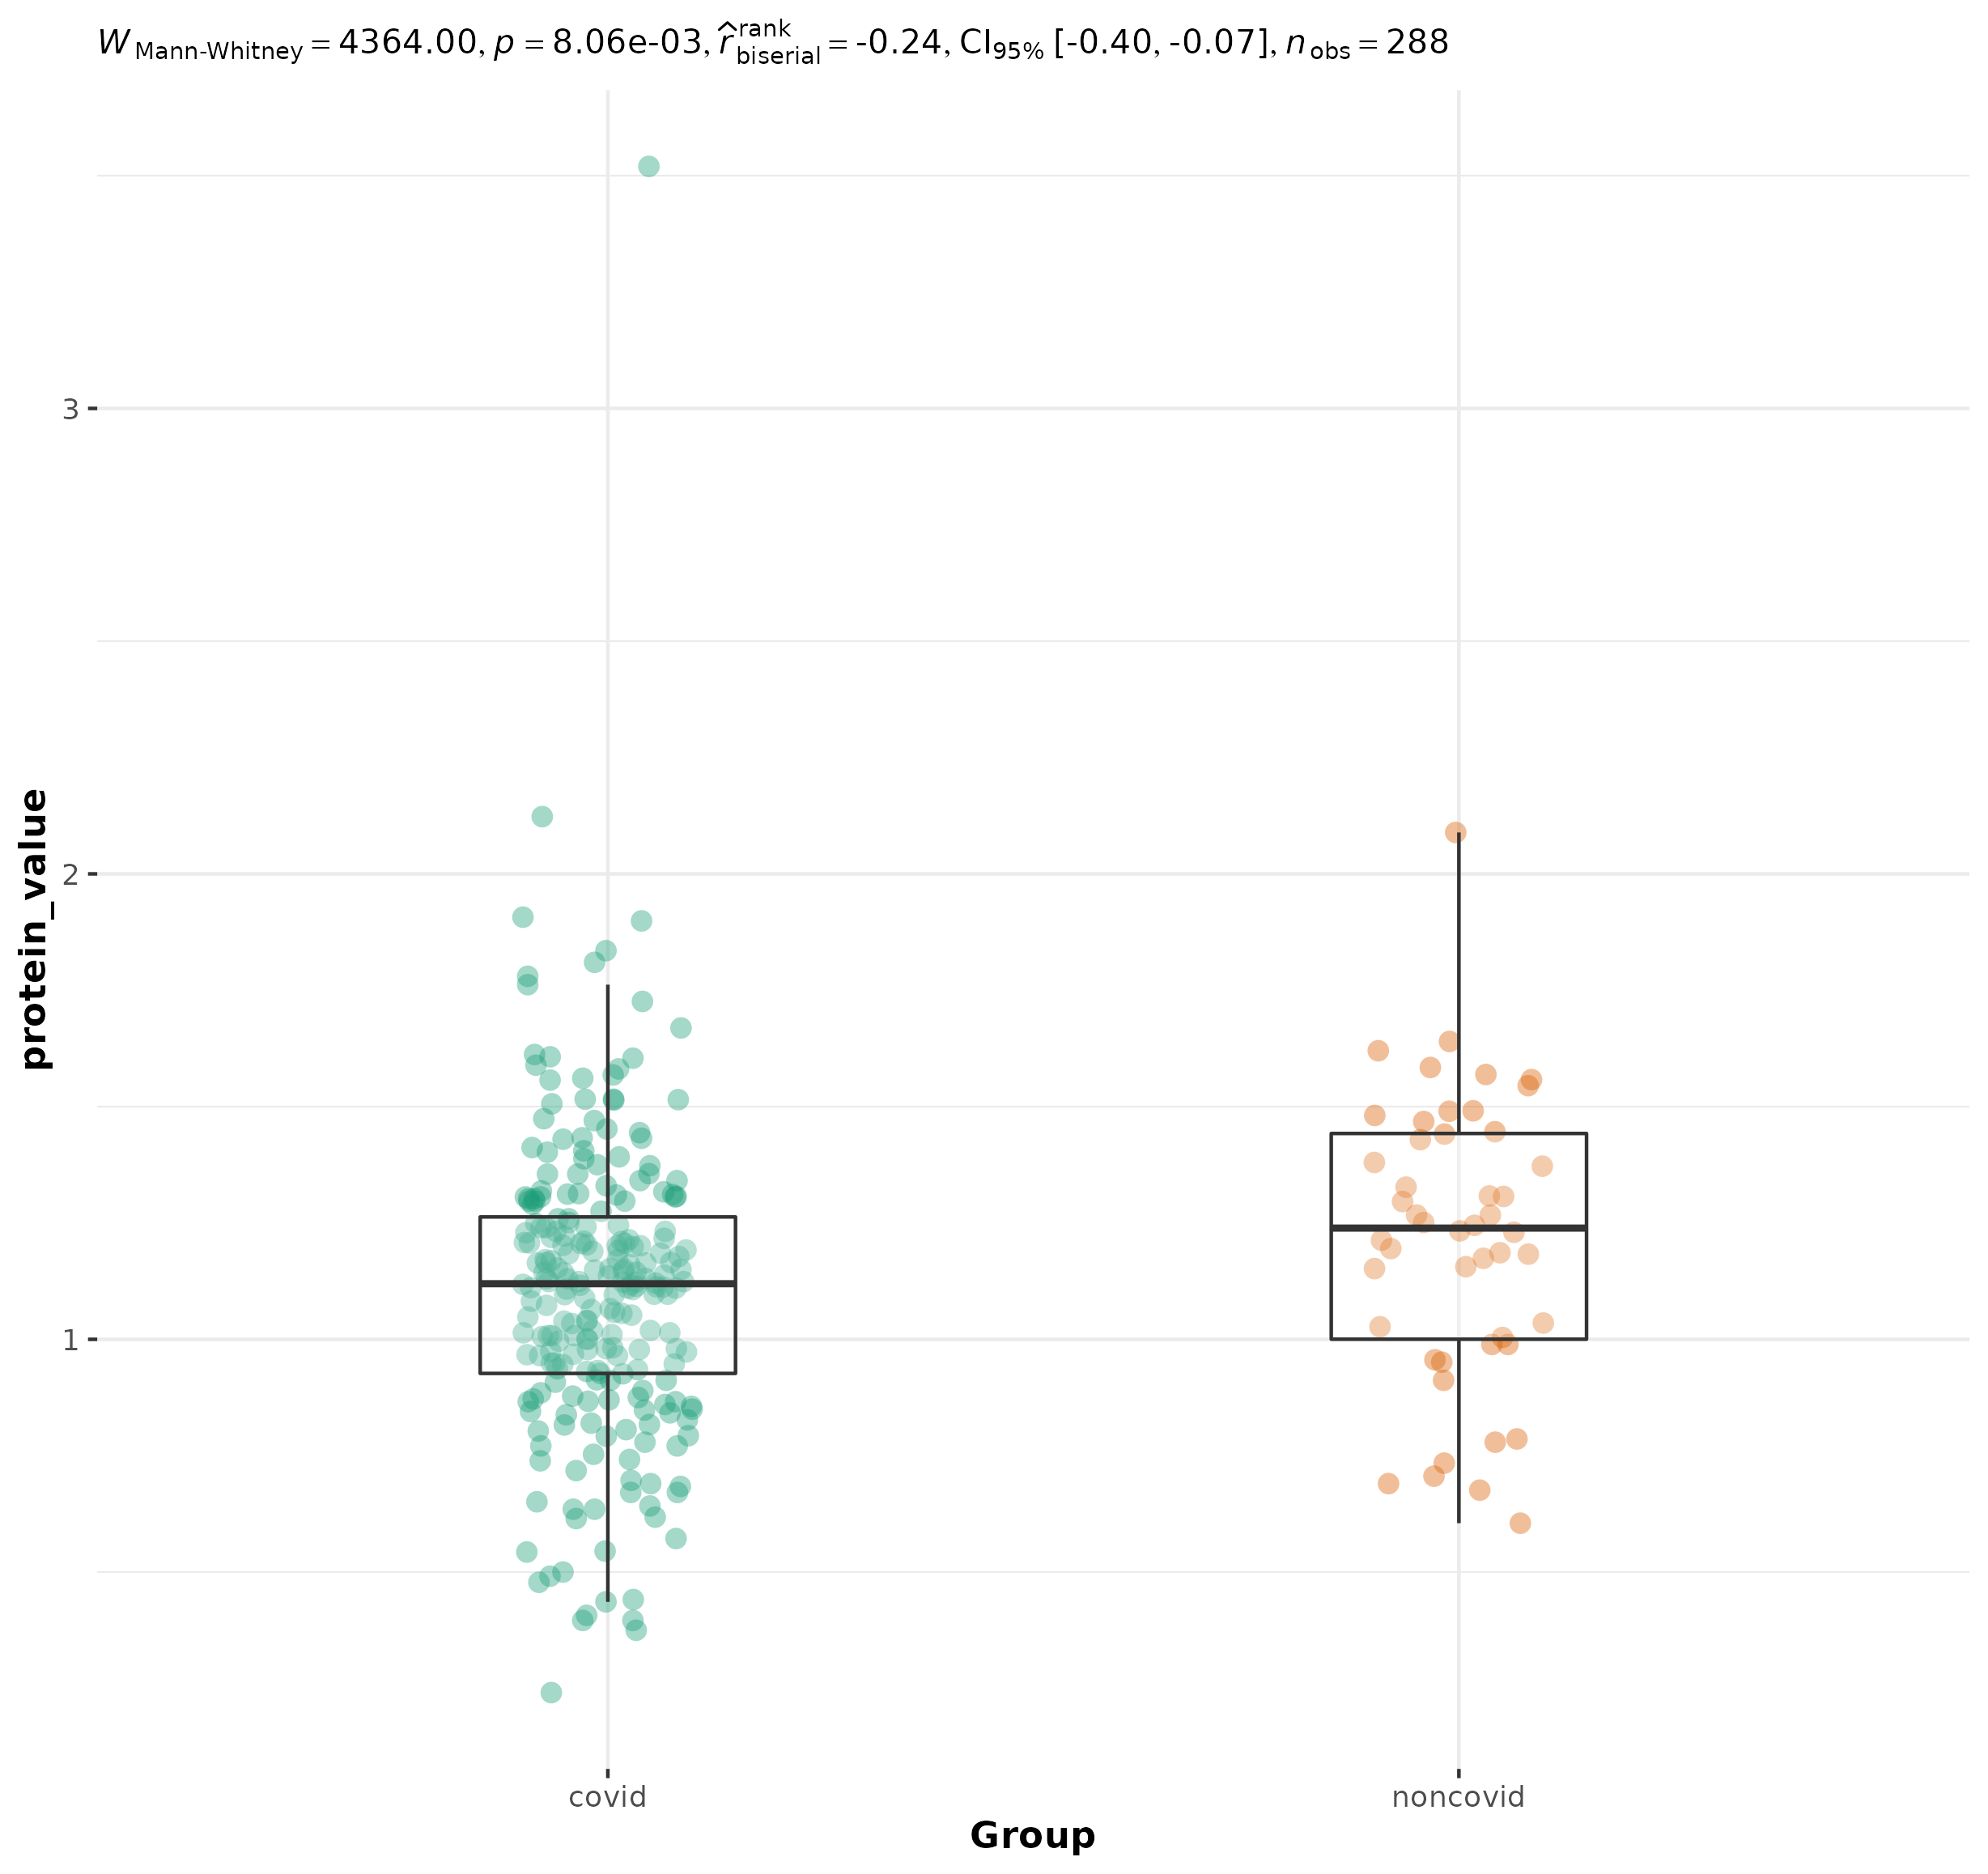 W Mann-Whitney = 4364.00, p = 8.06e-03, r̂ rank biserial = -0.24, CI95% [-0.40, -0.07], n obs = 288
3
2
1
protein_value
covid noncovid
Group